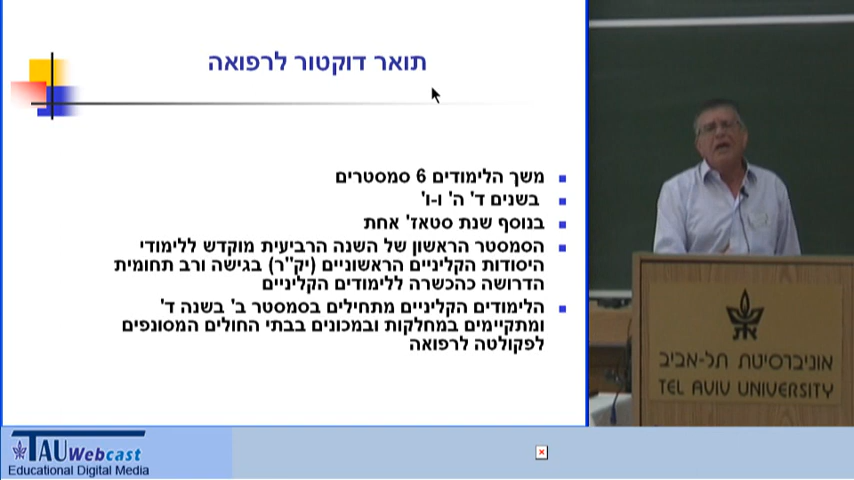 תואר דוקטור לרפואה
משך הלימודים 6 סמסטרים
בשנים ד' ה' ו-ו'
בנוסף שנת סטאז' אחת
הסמסטר הראשון של השנה הרביעית מוקדש ללימודי
היסודות הקליניים הראשוניים (יק"ר) בגישה ורב תחומית
הדרושה כהכשרה ללימודים הקליניים
הלימודים הקליניים מתחילים בסמסטר ב' בשנה ד'
ומתקיימים במחלקות ובמכונים בבתי החולים המסונפים
לפקולטה לרפואה
אוניברסיטת תל-אביב
TEL AVIV UNIVERSITY
TAU Webcast
Educational Digital Media